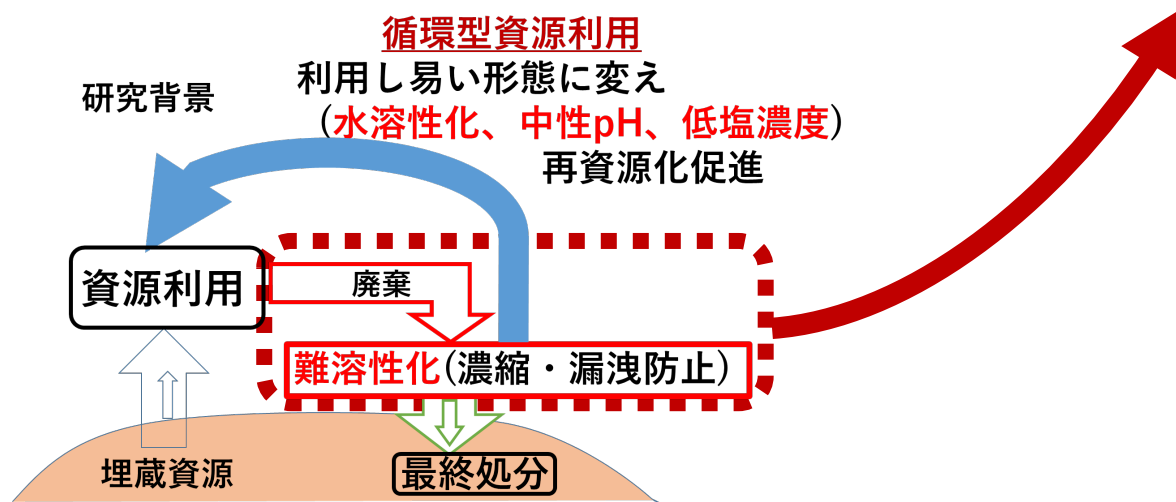 循環型資源利用
利用し易い形態に変え
研究背景
(水溶性化、中性pH、低塩濃度)
再資源化促進
資源利用
廃棄
難溶性化(濃縮・漏洩防止)
埋蔵資源
最終処分